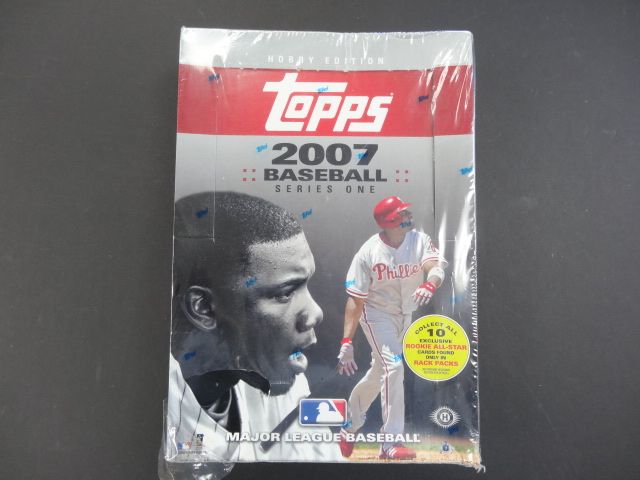 HOBBY EDITION
Topps
2007
BASEBALL
SERIES ONE
Phillies
COLLECT ALL
10
EXCLUSIVE
ROOKIE ALL-STAR
CARDS FOUND
ONLY IN
RACK PACKS
MAJOR LEAGUE BASEBALL
H